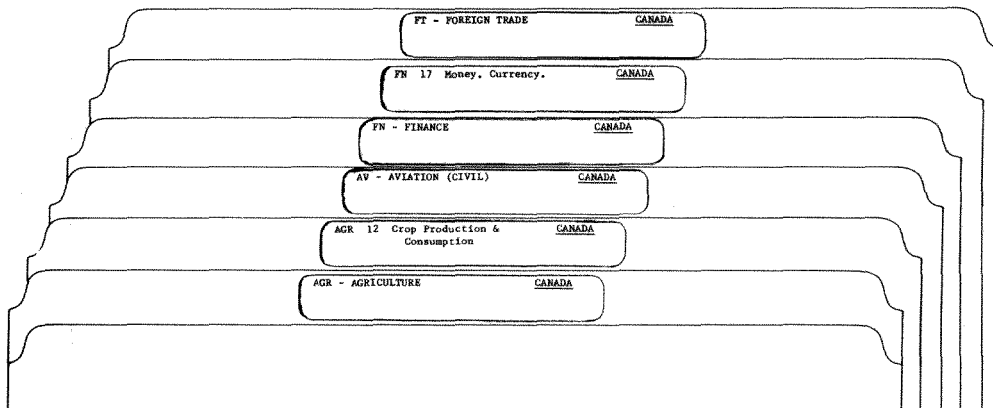 FT - FOREIGN TRADE CANADA
FN 17 Money. Currency. CANADA
FN - FINANCE CANADA
AV - AVIATION (CIVIL) CANADA
AGR 12 Crop Production & CANADA
Consumption
AGR - AGRICULTURE CANADA